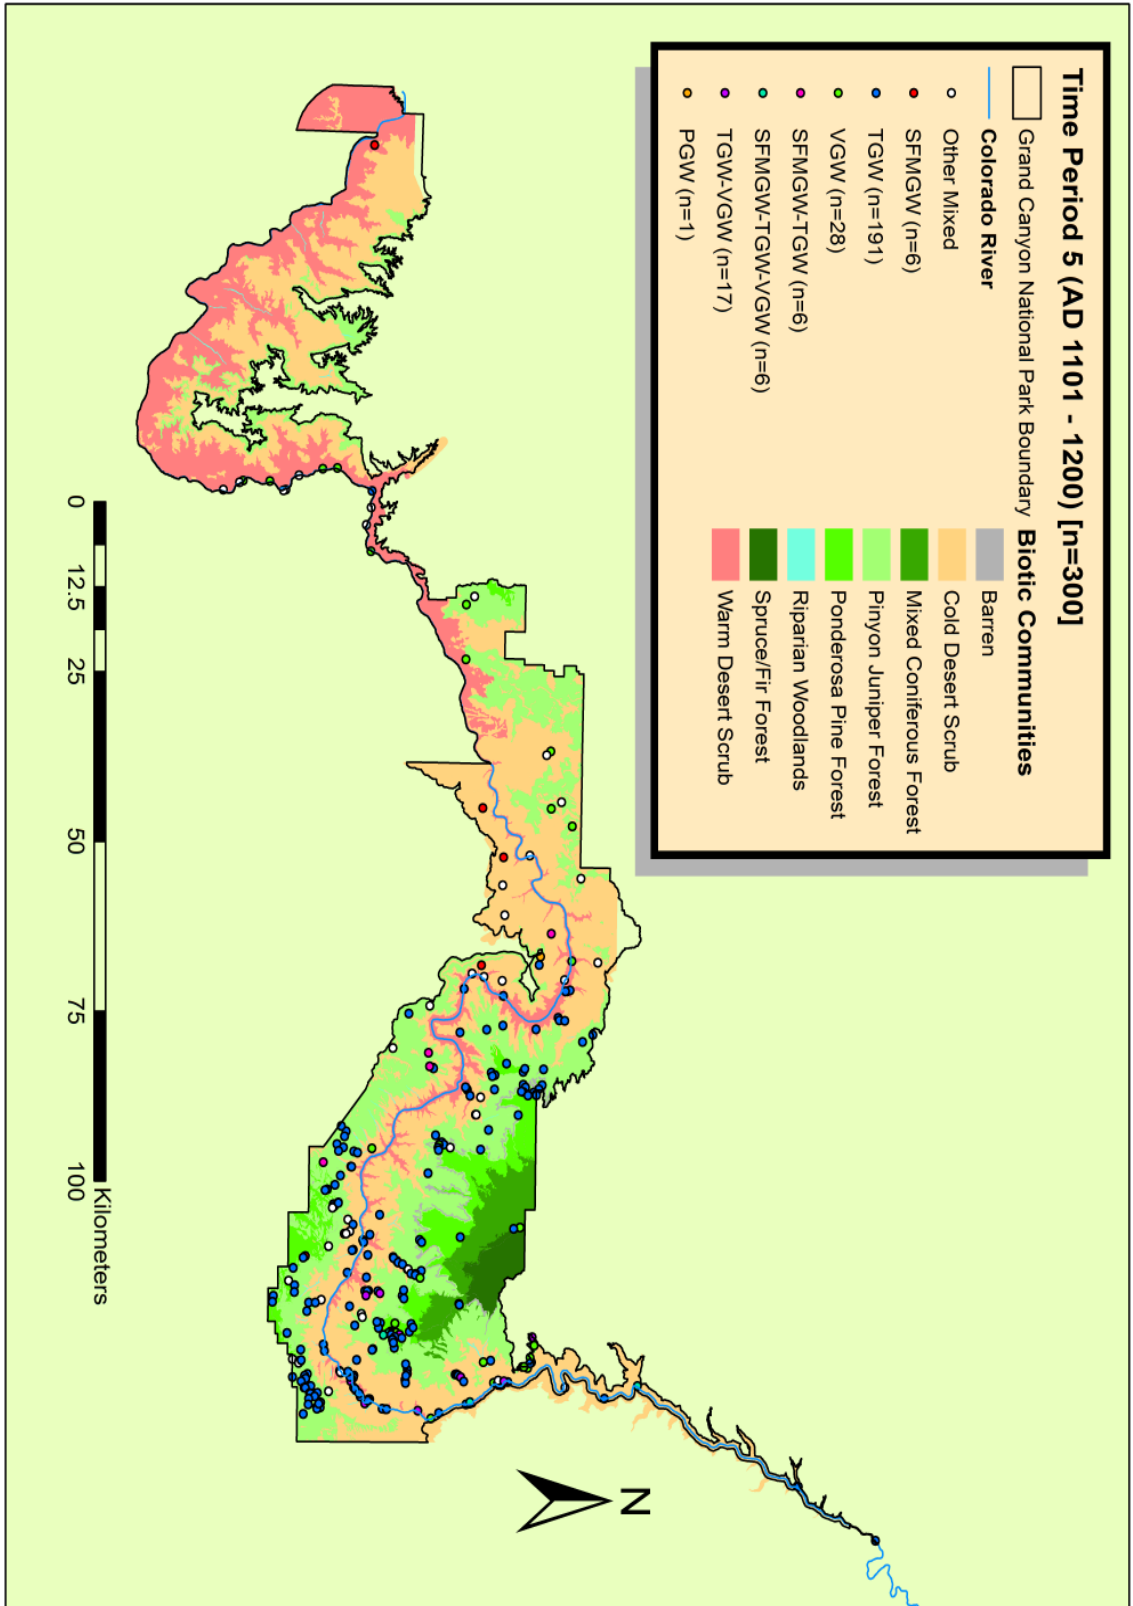 Time Period 5 (AD 1101 - 1200) [n=300]
Grand Canyon National Park Boundary
Colorado River
Other Mixed
SFMGW (n=6)
TGW (n=191)
VGW (n=28)
SFMGW-TGW (n=6)
SFMGW-TGW-VGW (n=6)
TGW-VGW (n=17)
PGW (n=1)
Biotic Communities
Barren
Cold Desert Scrub
Mixed Coniferous Forest
Pinyon Juniper Forest
Ponderosa Pine Forest
Riparian Woodlands
Spruce/Fir Forest
Warm Desert Scrub
N
0 12.5 25 50 75 100
Kilometers